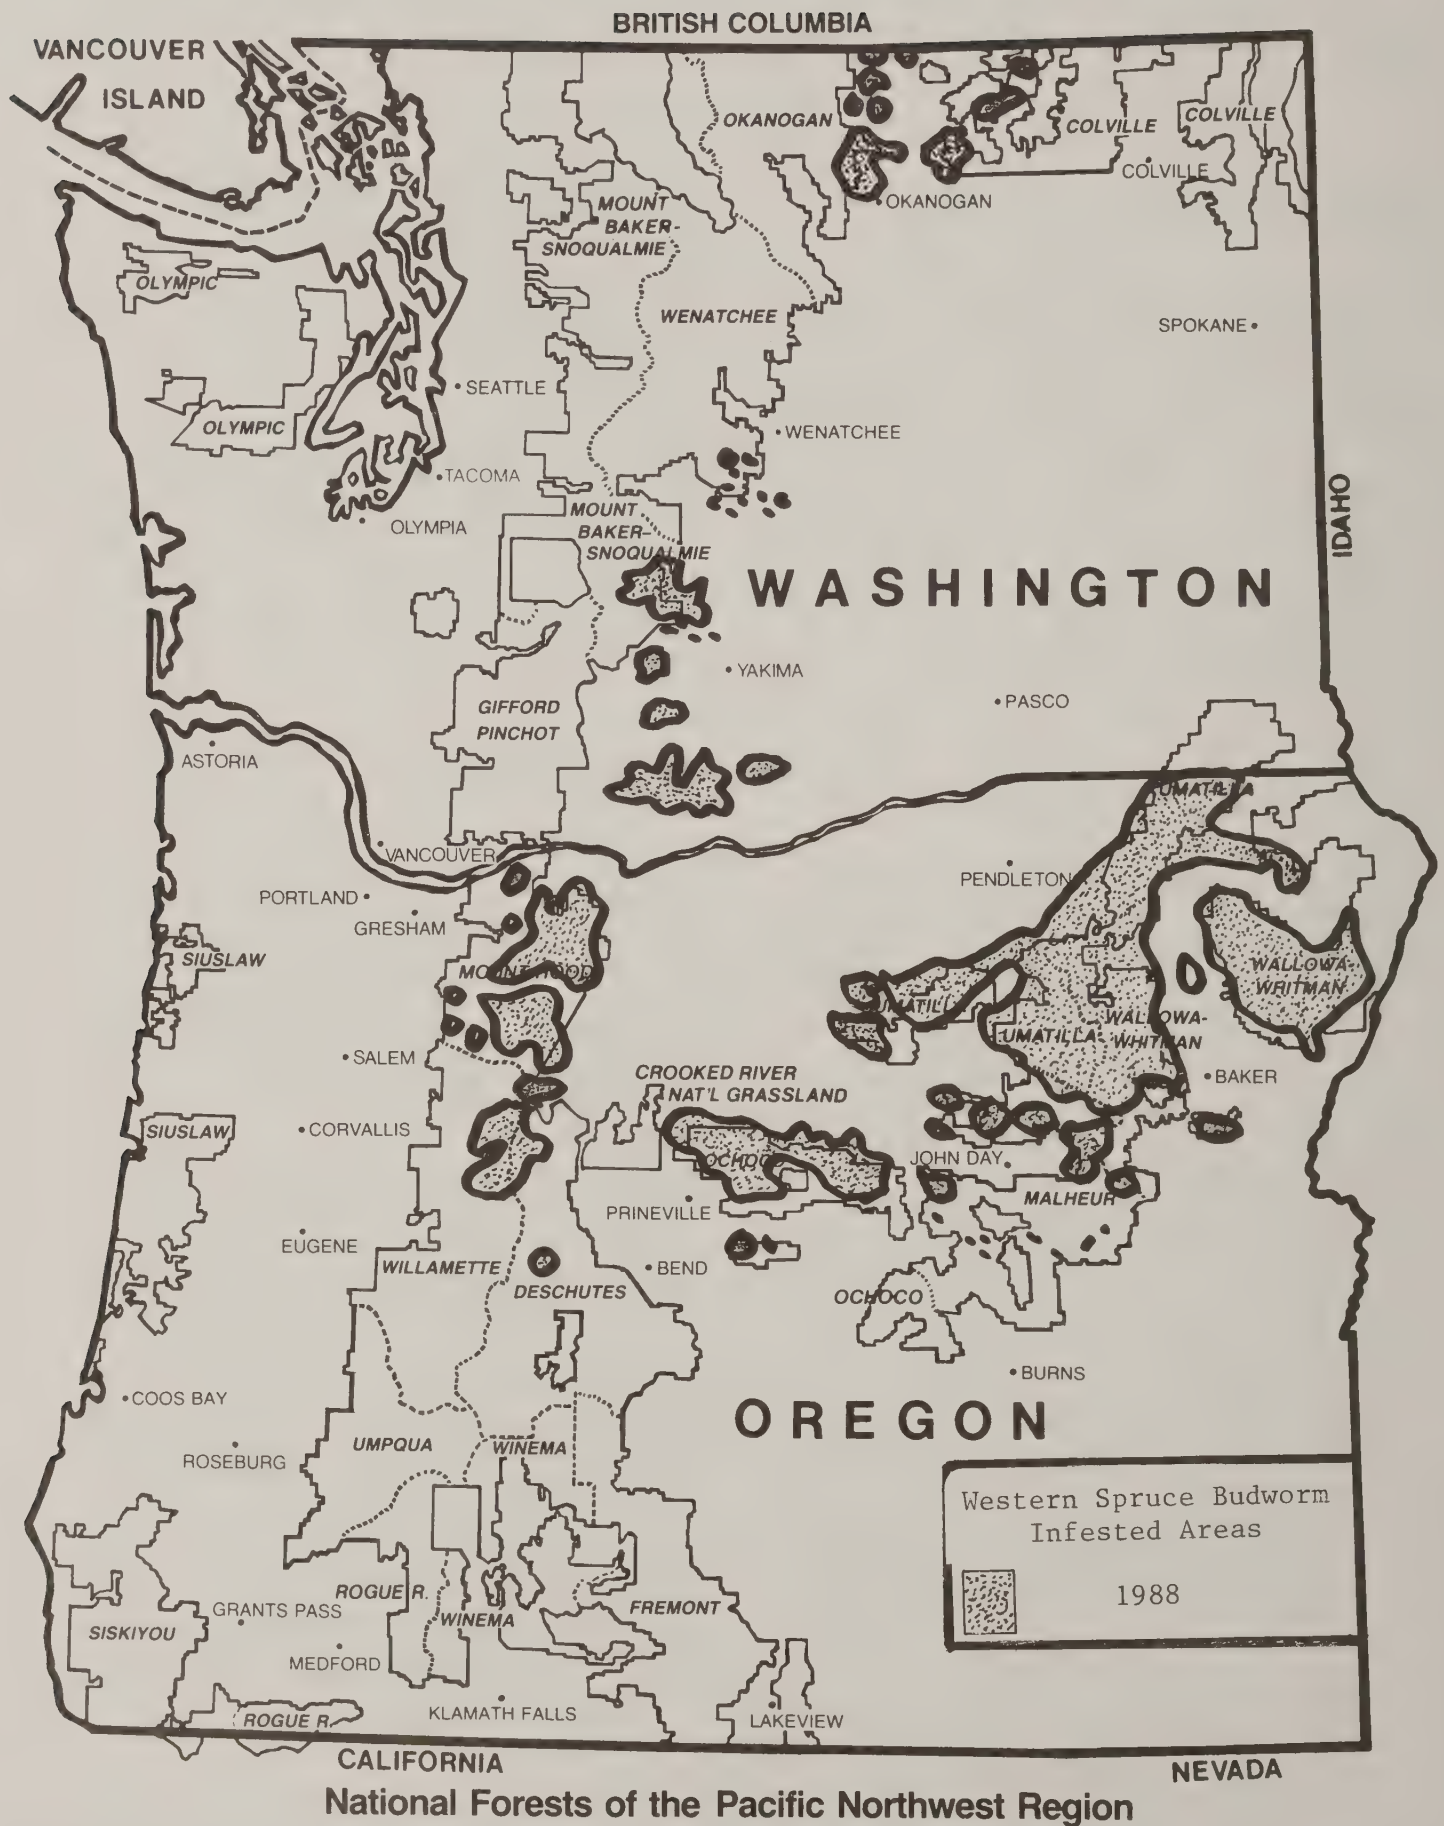 BRITISH COLUMBIA
VANCOUVER
ISLAND
OKANOGAN
COLVILLE
COLVILLE
COLVILLE
OKANOGAN
MOUNT
BAKER-
SNOQUALMIE
OLYMPIC
WENATCHEE
SPOKANE
SEATTLE
OLYMPIC
WENATCHEE
TACOMA
OLYMPIA
MOUNT
BAKER-
SNOQUALMIE
IDAHO
WASHINGTON
YAKIMA
PASCO
GIFFORD
PINCHOT
ASTORIA
UMATILLA
VANCOUVER
PENDLETON
PORTLAND
GRESHAM
SIUSLAW
MOUNT HOOD
WALLOWA-
WHITMAN
UMATILLA
WALLOWA-
WHITMAN
UMATILLA
SALEM
CROOKED RIVER
NAT'L GRASSLAND
BAKER
SIUSLAW
CORVALLIS
OCHOCO
JOHN DAY
MALHEUR
PRINEVILLE
EUGENE
WILLAMETTE
BEND
DESCHUTES
OCHOCO
BURNS
COOS BAY
OREGON
UMPQUA
WINEMA
ROSEBURG
Western Spruce Budworm
Infested Areas
1988
ROGUE R.
GRANTS PASS
WINEMA
FREMONT
SISKIYOU
MEDFORD
KLAMATH FALLS
LAKEVIEW
ROGUE R.
CALIFORNIA
NEVADA
National Forests of the Pacific Northwest Region